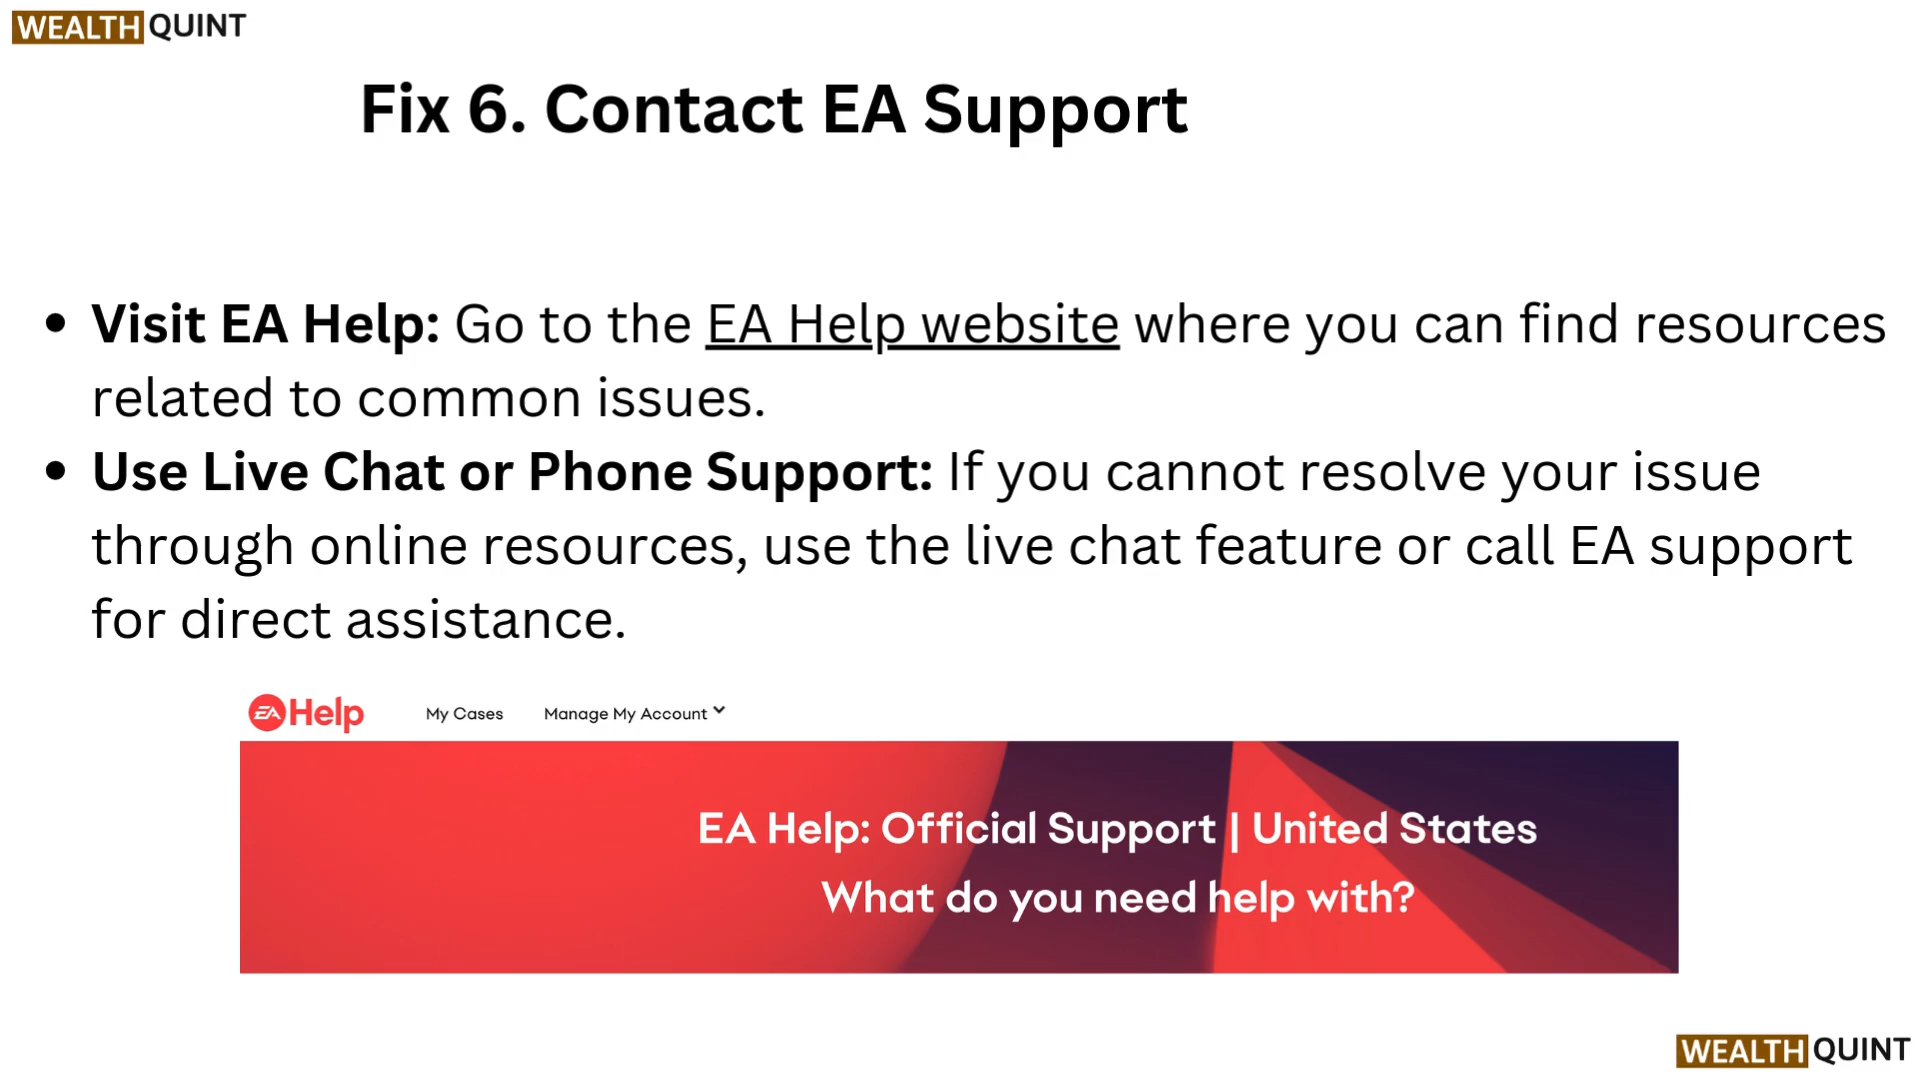 WEALTH QUINT
Fix 6. Contact EA Support
• Visit EA Help: Go to the EA Help website where you can find resources
related to common issues.
• Use Live Chat or Phone Support: If you cannot resolve your issue
through online resources, use the live chat feature or call EA support
for direct assistance.
EA Help My Cases Manage My Account
EA Help: Official Support | United States
What do you need help with?
WEALTH QUINT